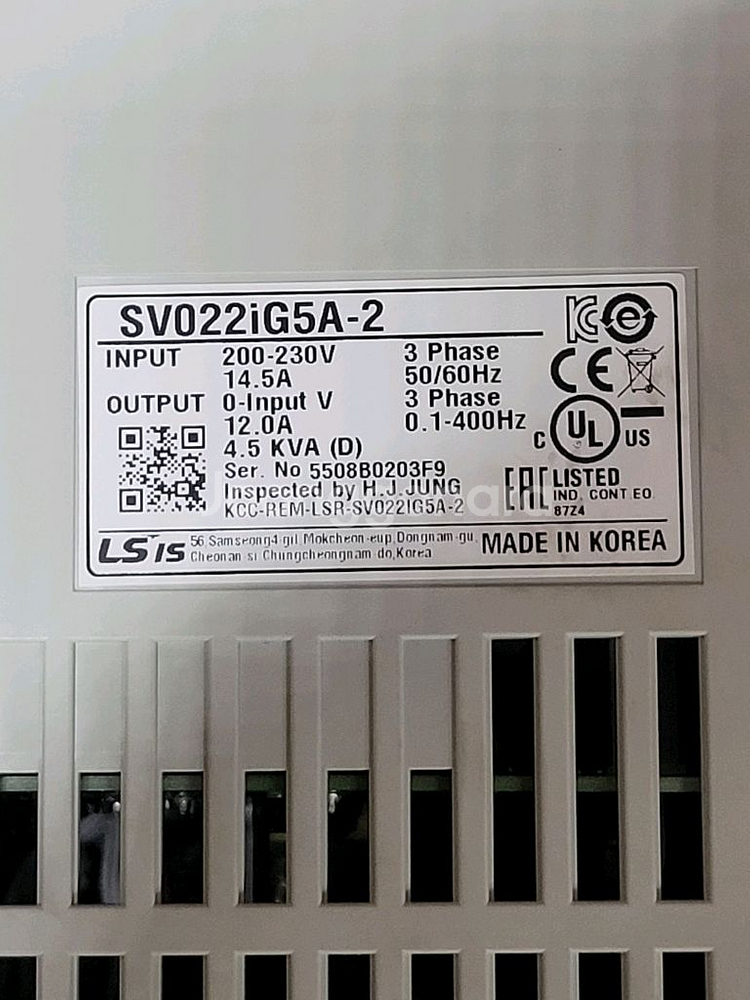 SV022iG5A-2
INPUT 200-230V 3 Phase
14.5A 50/60Hz
OUTPUT 0-Input V 3 Phase
12.0A 0.1-400Hz
4.5 KVA (D)
Ser. No 5508B0203F9
Inspected by H.J.JUNG
KCC-REM-LSR-SV022IG5A-2
CE
C UL US
EAC LISTED
IND. CONT EQ.
87Z4
LSis 56, Samseong4-gil, Mokcheon-eup, Dongnam-gu,
Cheonan-si, Chungcheongnam-do, Korea
MADE IN KOREA